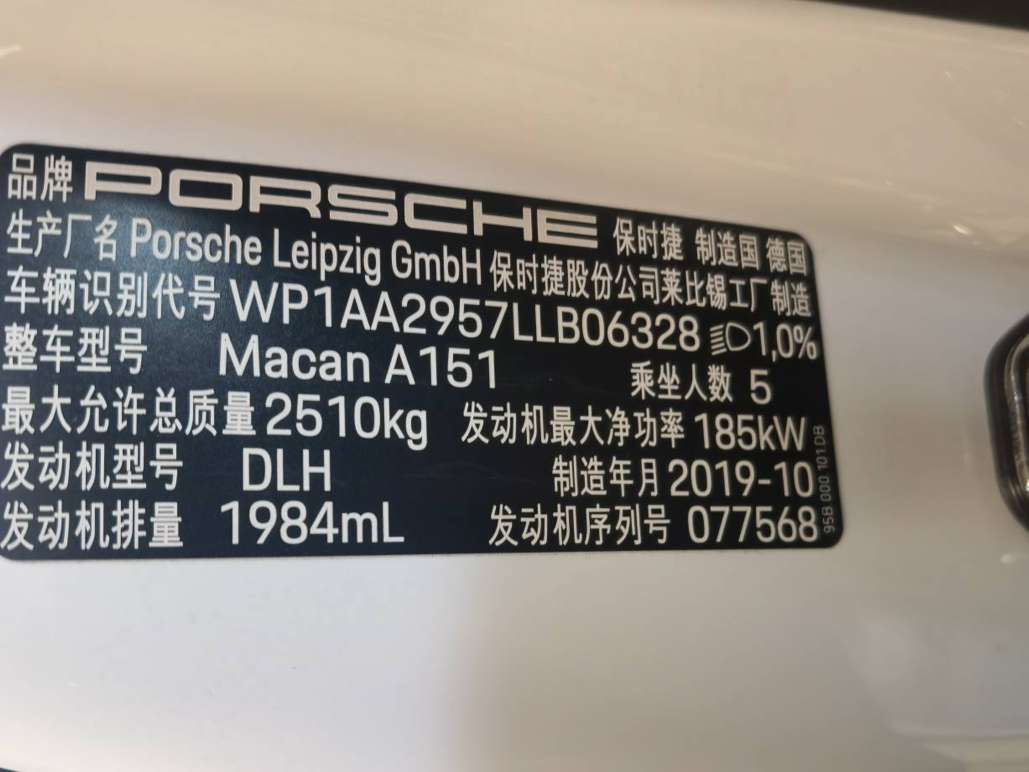 品牌 PORSCHE 保时捷 制造国 德国
生产厂名 Porsche Leipzig GmbH 保时捷股份公司莱比锡工厂制造
车辆识别代号 WP1AA2957LLB06328 1,0%
整车型号 Macan A151 乘坐人数 5
最大允许总质量 2510kg 发动机最大净功率 185kW
发动机型号 DLH 制造年月 2019-10
发动机排量 1984mL 发动机序列号 077568
95B 000 101 DB